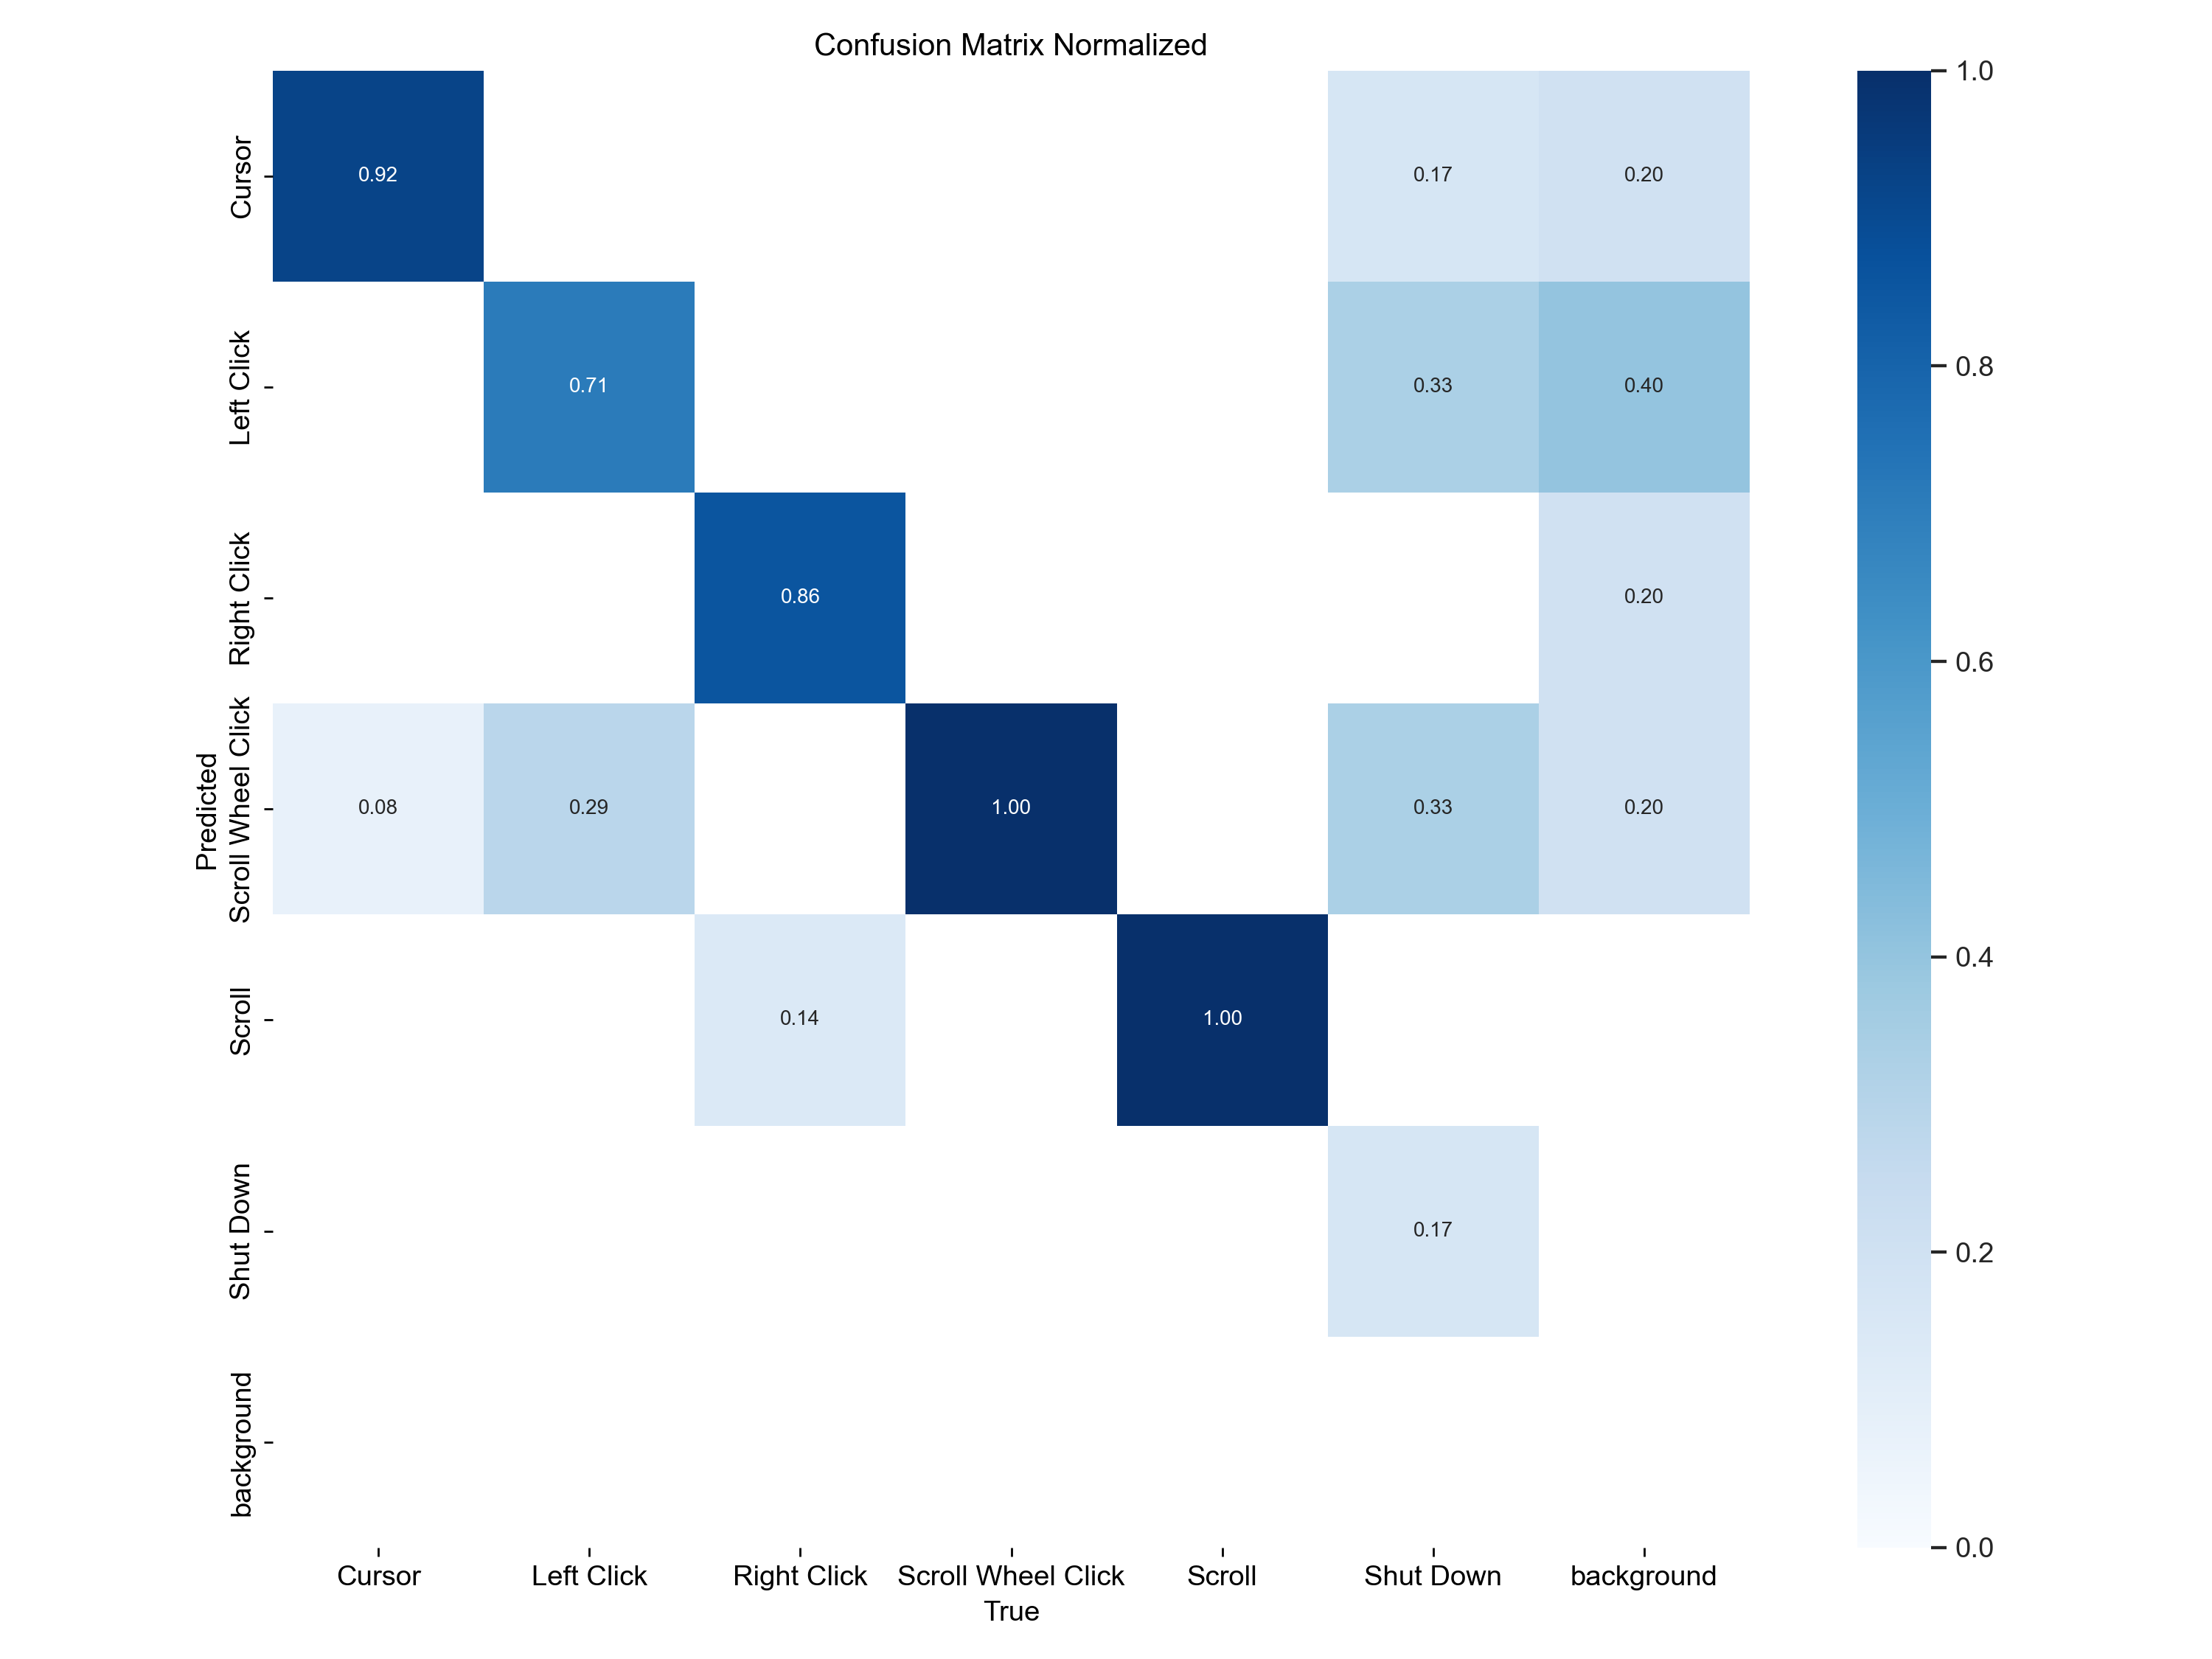 Confusion Matrix Normalized
Predicted
Cursor
0.92
0.17
0.20
Left Click
0.71
0.33
0.40
Right Click
0.86
0.20
Scroll Wheel Click
0.08
0.29
1.00
0.33
0.20
Scroll
0.14
1.00
Shut Down
0.17
background
Cursor
Left Click
Right Click
Scroll Wheel Click
Scroll
Shut Down
background
True
1.0
0.8
0.6
0.4
0.2
0.0